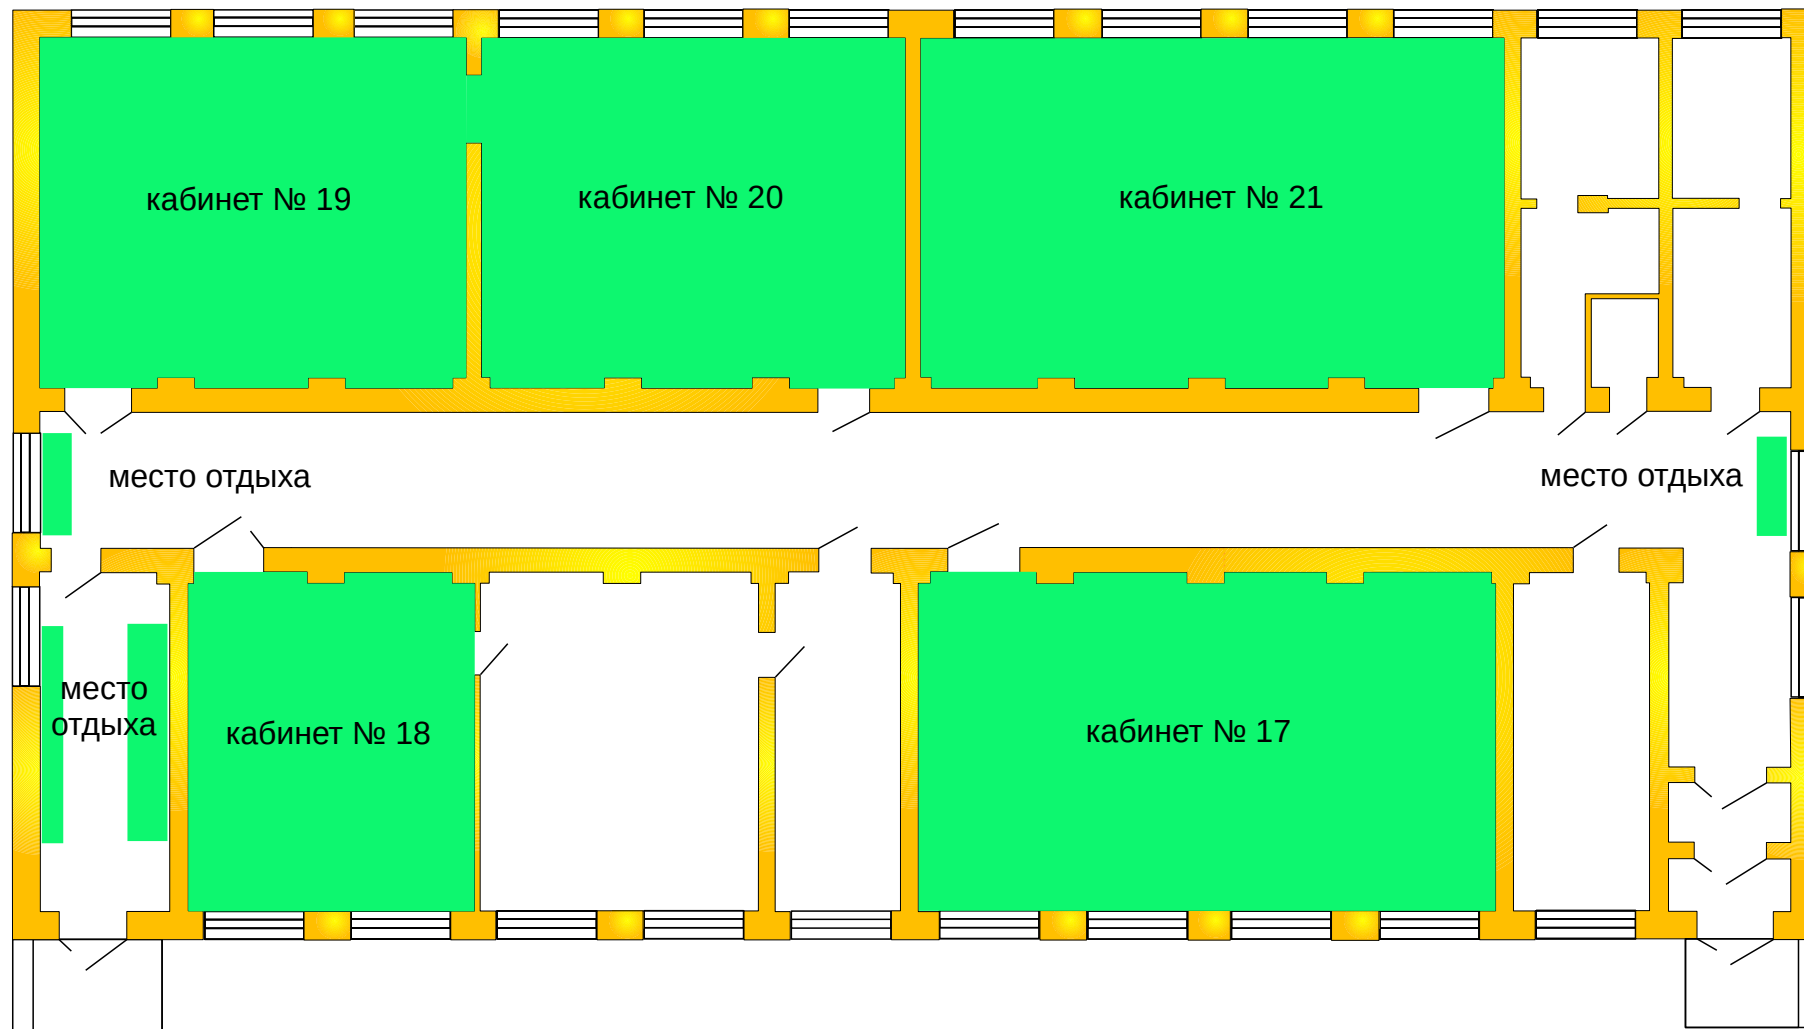 кабинет № 19
кабинет № 20
кабинет № 21
место отдыха
место отдыха
место
отдыха
кабинет № 18
кабинет № 17